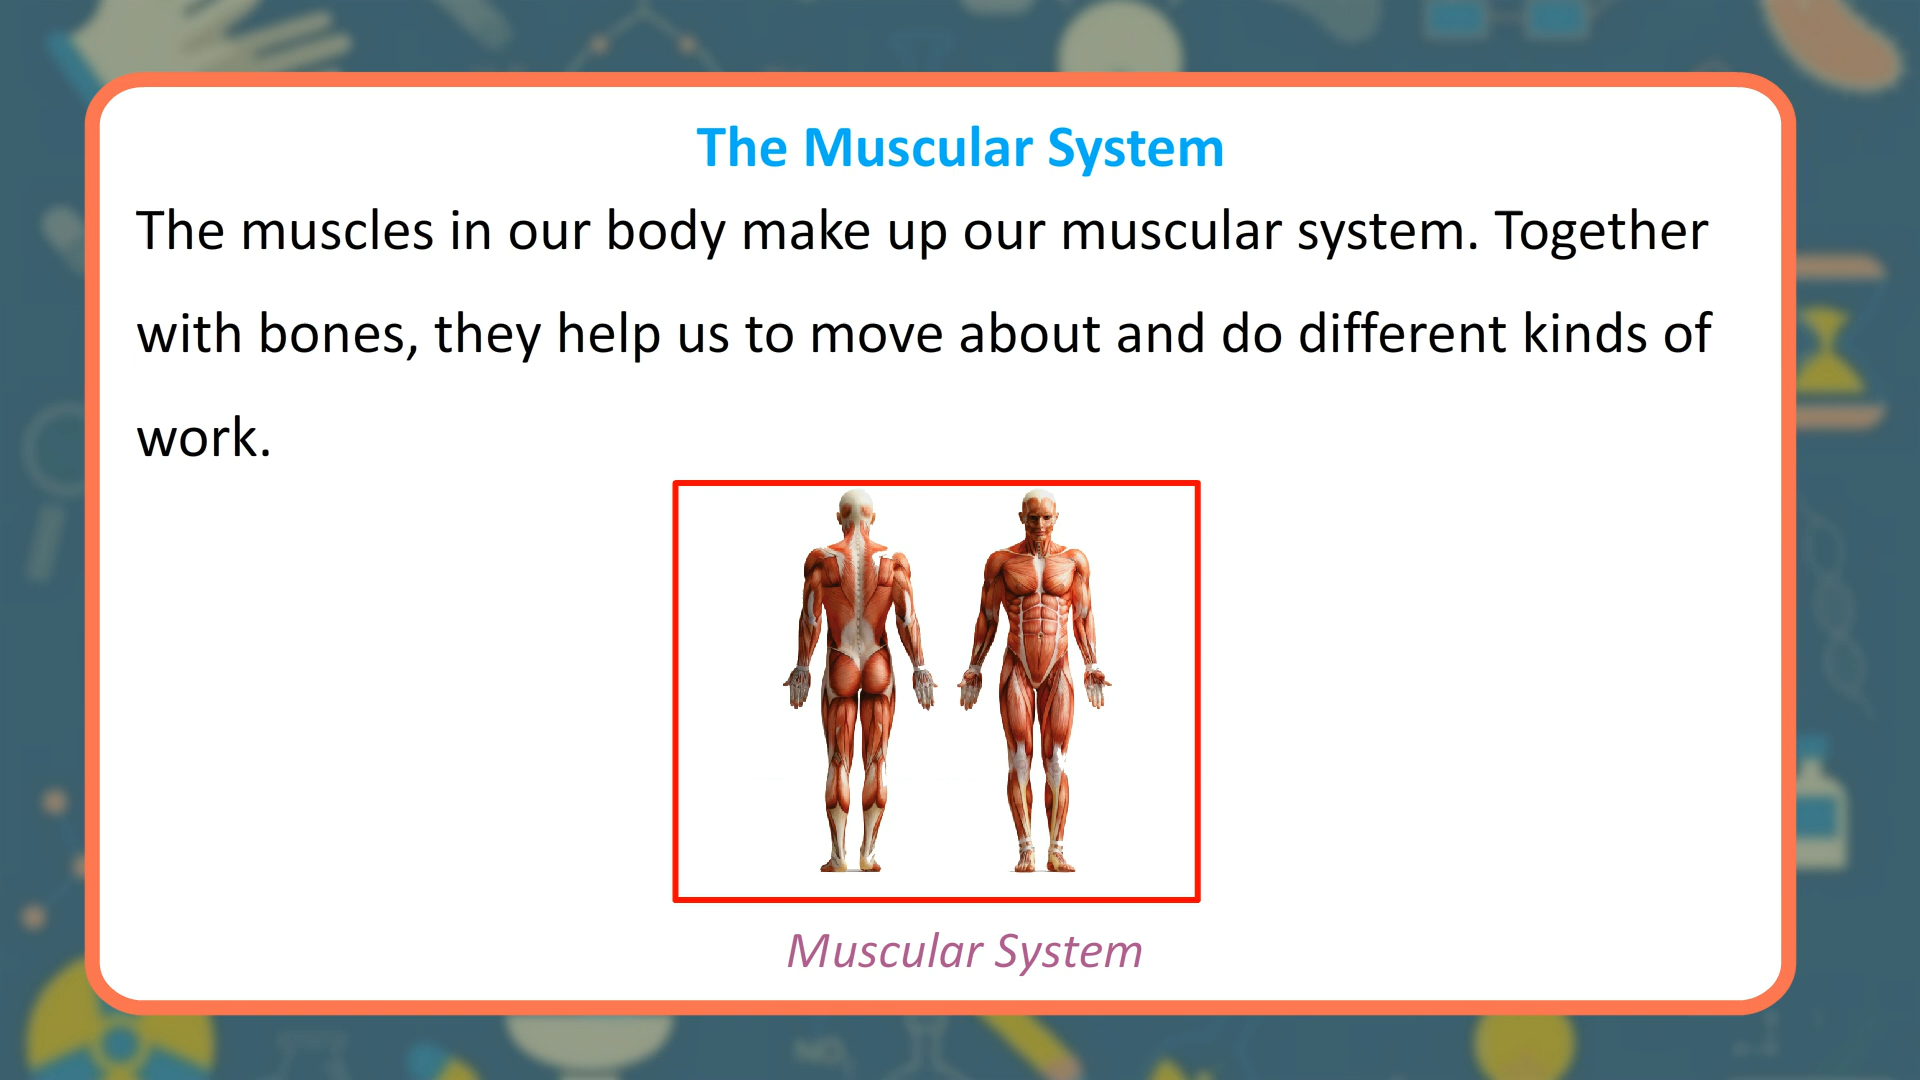 The Muscular System
The muscles in our body make up our muscular system. Together
with bones, they help us to move about and do different kinds of
work.
Muscular System